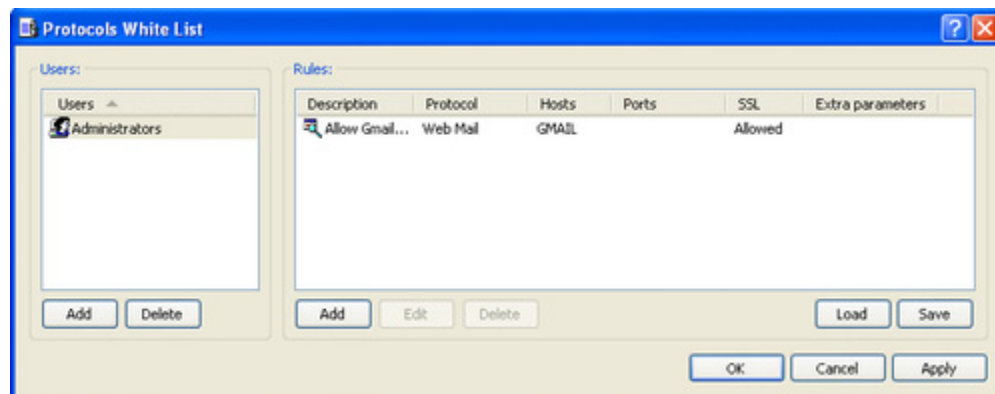 Protocols White List
Users:
Users
Administrators
Add Delete
Rules:
Description Protocol Hosts Ports SSL Extra parameters
Allow Gmail... Web Mail GMAIL Allowed
Add Edit Delete Load Save
OK Cancel Apply